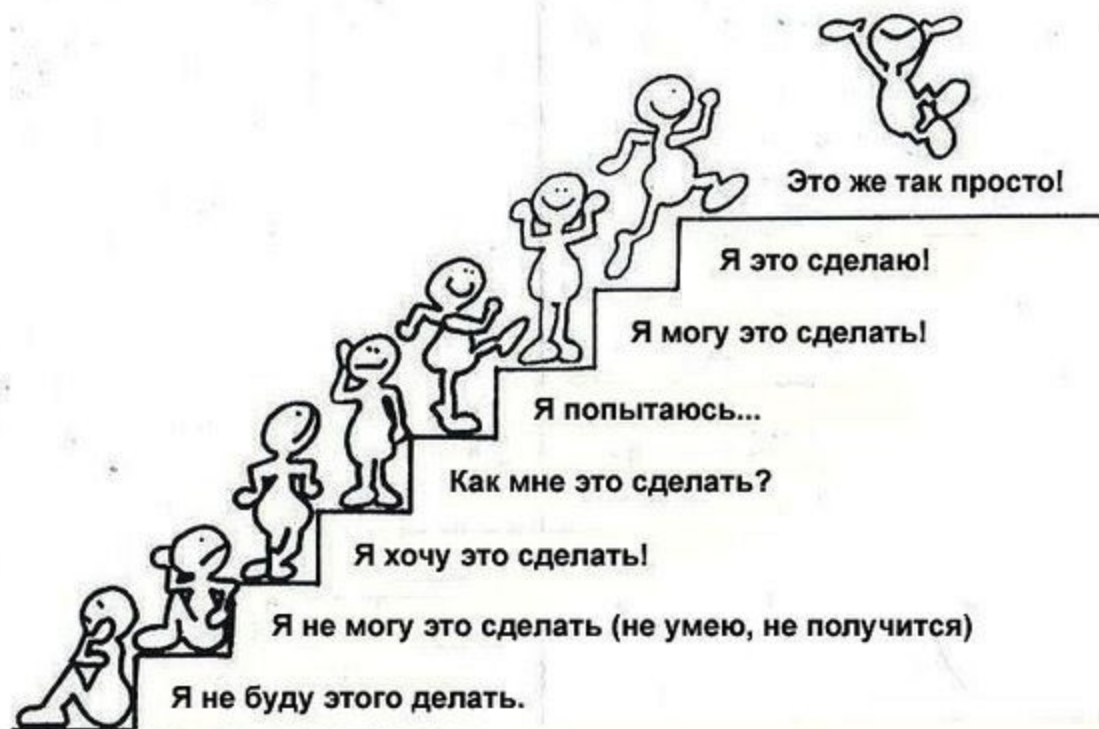 Это же так просто!
Я это сделаю!
Я могу это сделать!
Я попытаюсь...
Как мне это сделать?
Я хочу это сделать!
Я не могу это сделать (не умею, не получится)
Я не буду этого делать.